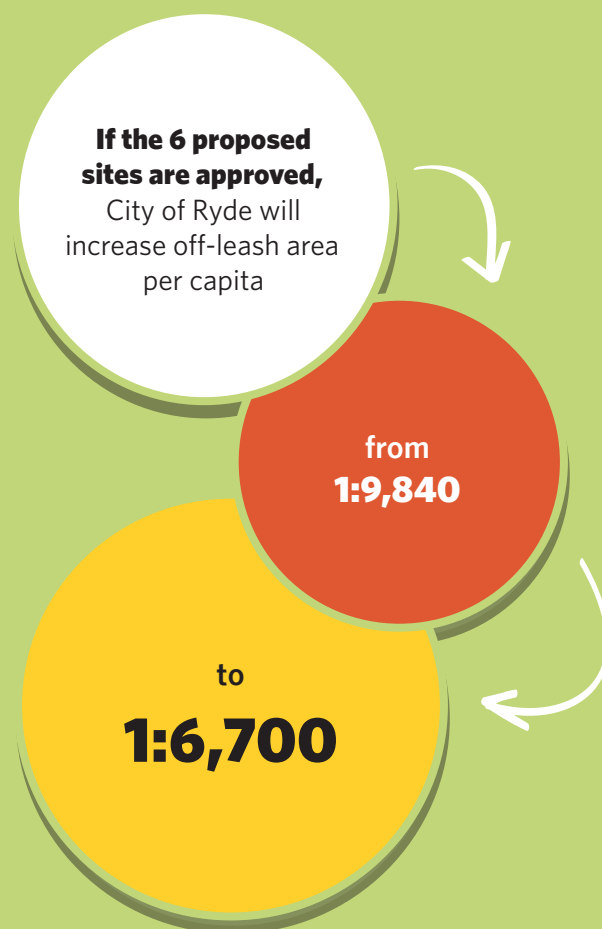 If the 6 proposed
sites are approved,
City of Ryde will
increase off-leash area
per capita
from
1:9,840
to
1:6,700